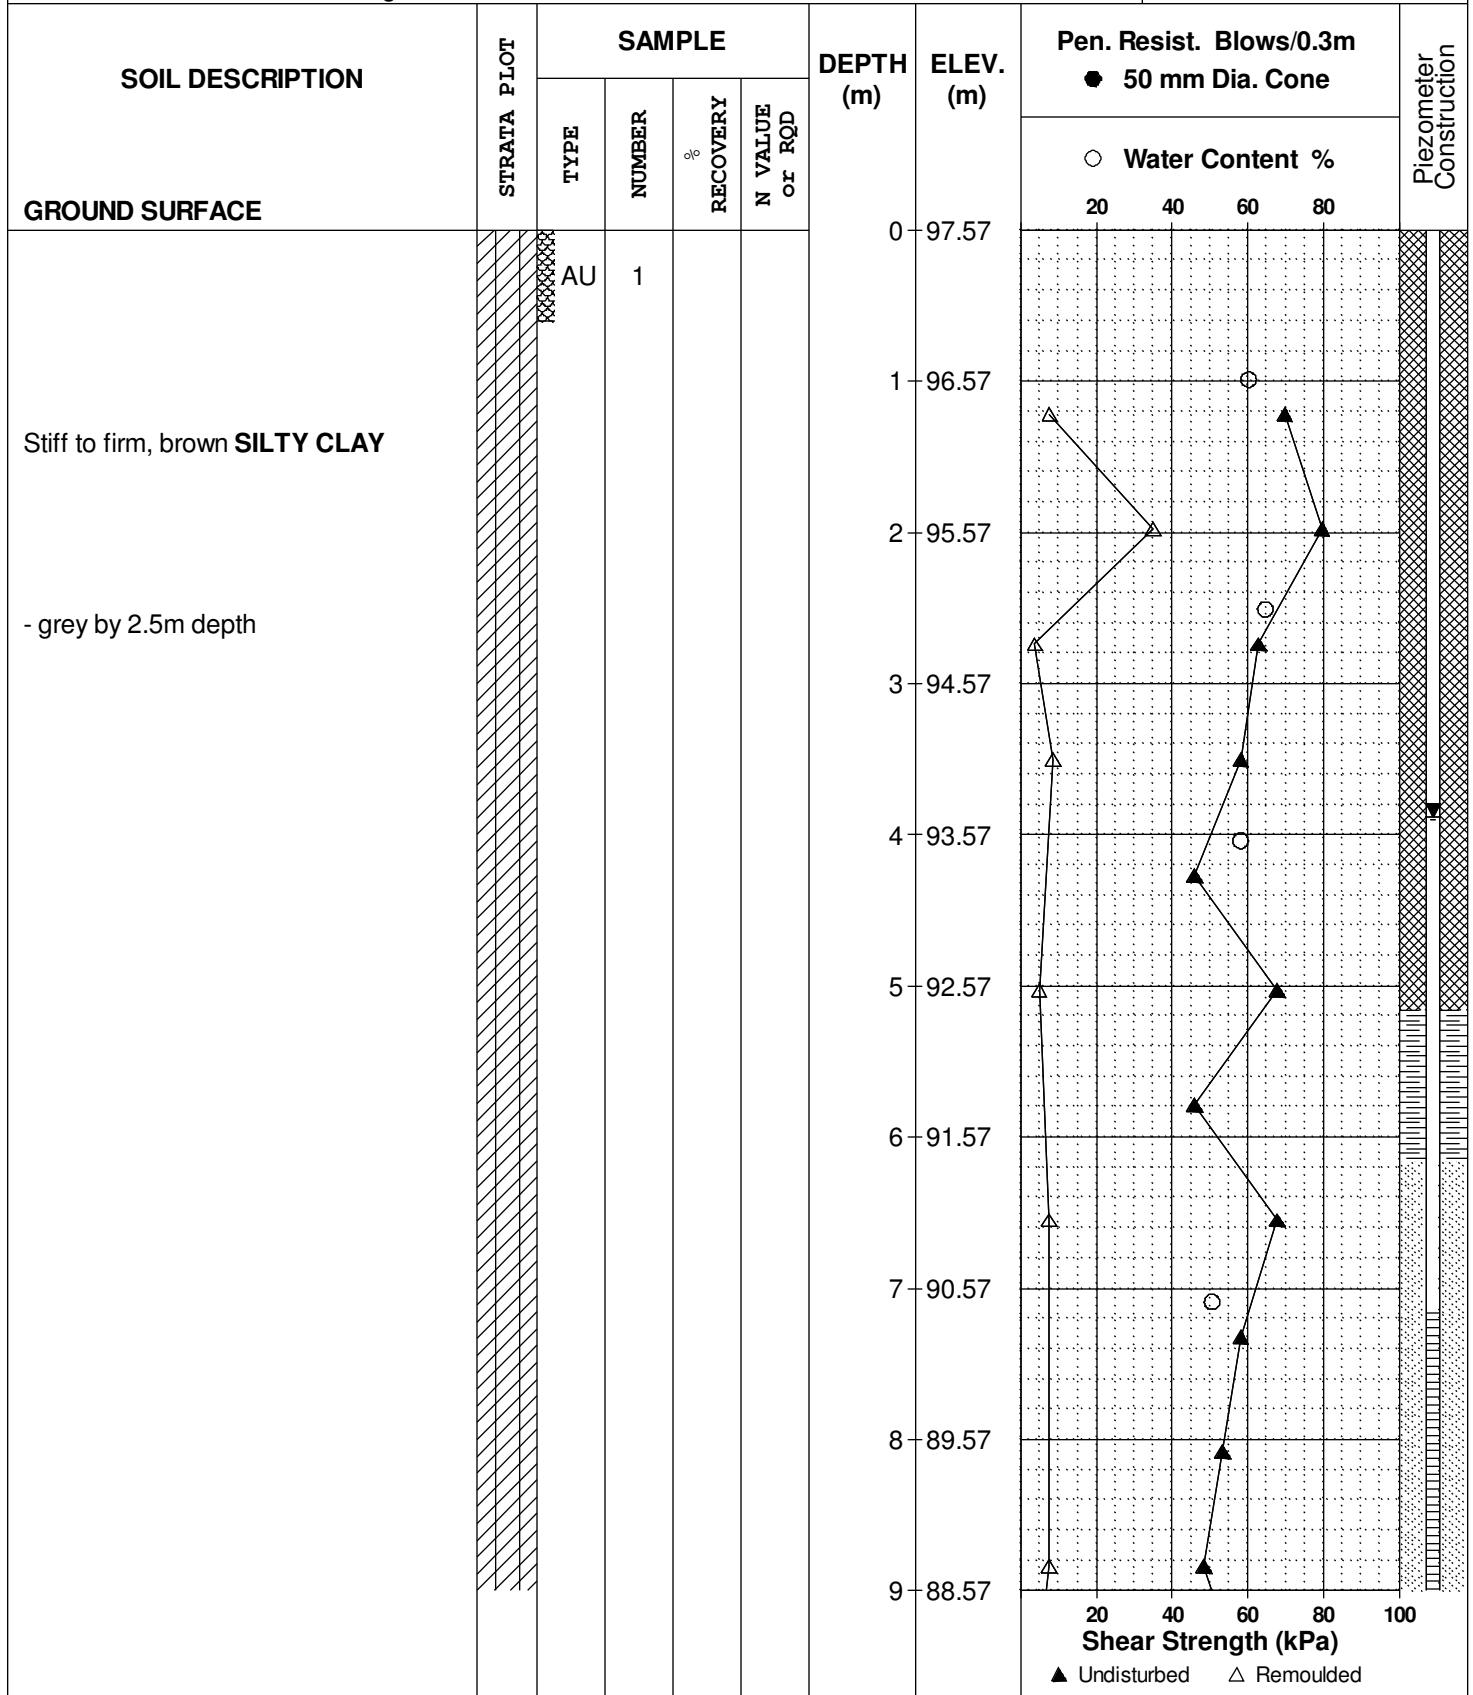 SOIL DESCRIPTION
GROUND SURFACE
STRATA PLOT
SAMPLE
TYPE
NUMBER
%
RECOVERY
N VALUE
or RQD
DEPTH
(m)
ELEV.
(m)
Pen. Resist. Blows/0.3m
50 mm Dia. Cone
Water Content %
20 40 60 80
Piezometer
Construction
0 97.57
AU 1
1 96.57
Stiff to firm, brown SILTY CLAY
2 95.57
- grey by 2.5m depth
3 94.57
4 93.57
5 92.57
6 91.57
7 90.57
8 89.57
9 88.57
20 40 60 80 100
Shear Strength (kPa)
Undisturbed Remoulded